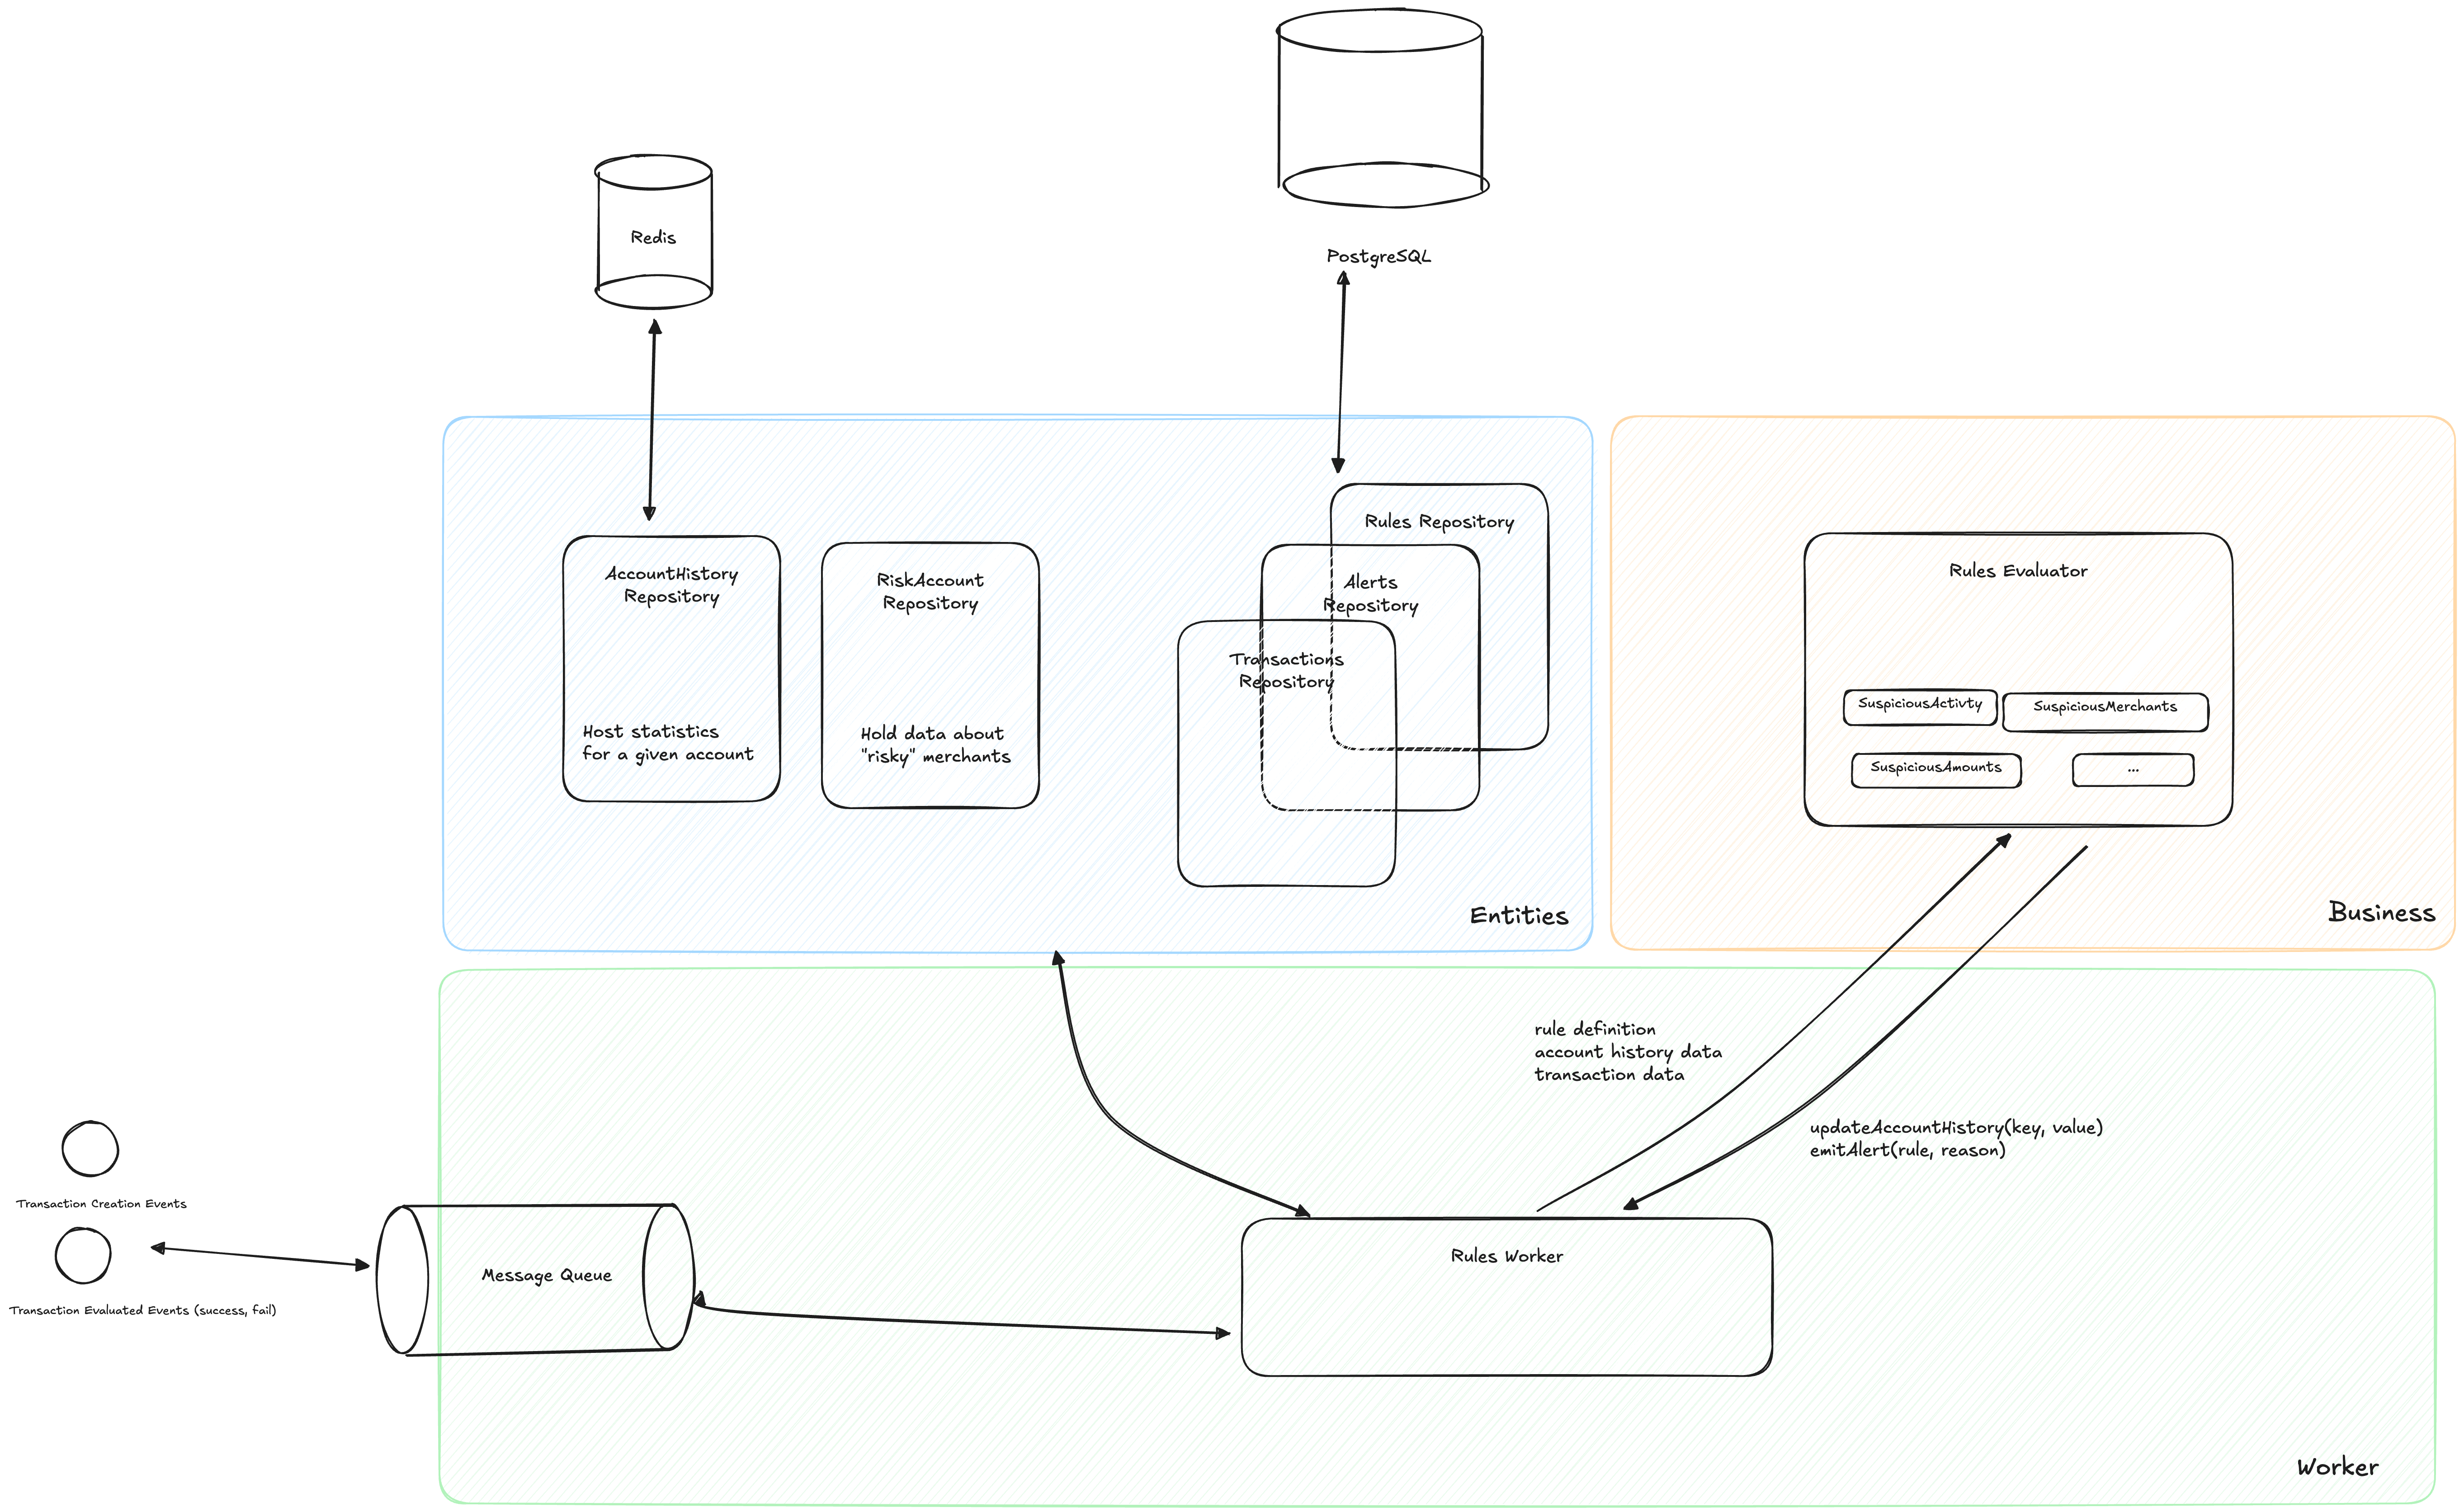 Redis
PostgreSQL
AccountHistory
Repository
Host statistics
for a given account
RiskAccount
Repository
Hold data about
"risky" merchants
Rules Repository
Alerts
Repository
Transactions
Repository
Entities
Rules Evaluator
SuspiciousActivty
SuspiciousMerchants
SuspiciousAmounts
...
Business
rule definition
account history data
transaction data
updateAccountHistory(key, value)
emitAlert(rule, reason)
Transaction Creation Events
Transaction Evaluated Events (success, fail)
Message Queue
Rules Worker
Worker